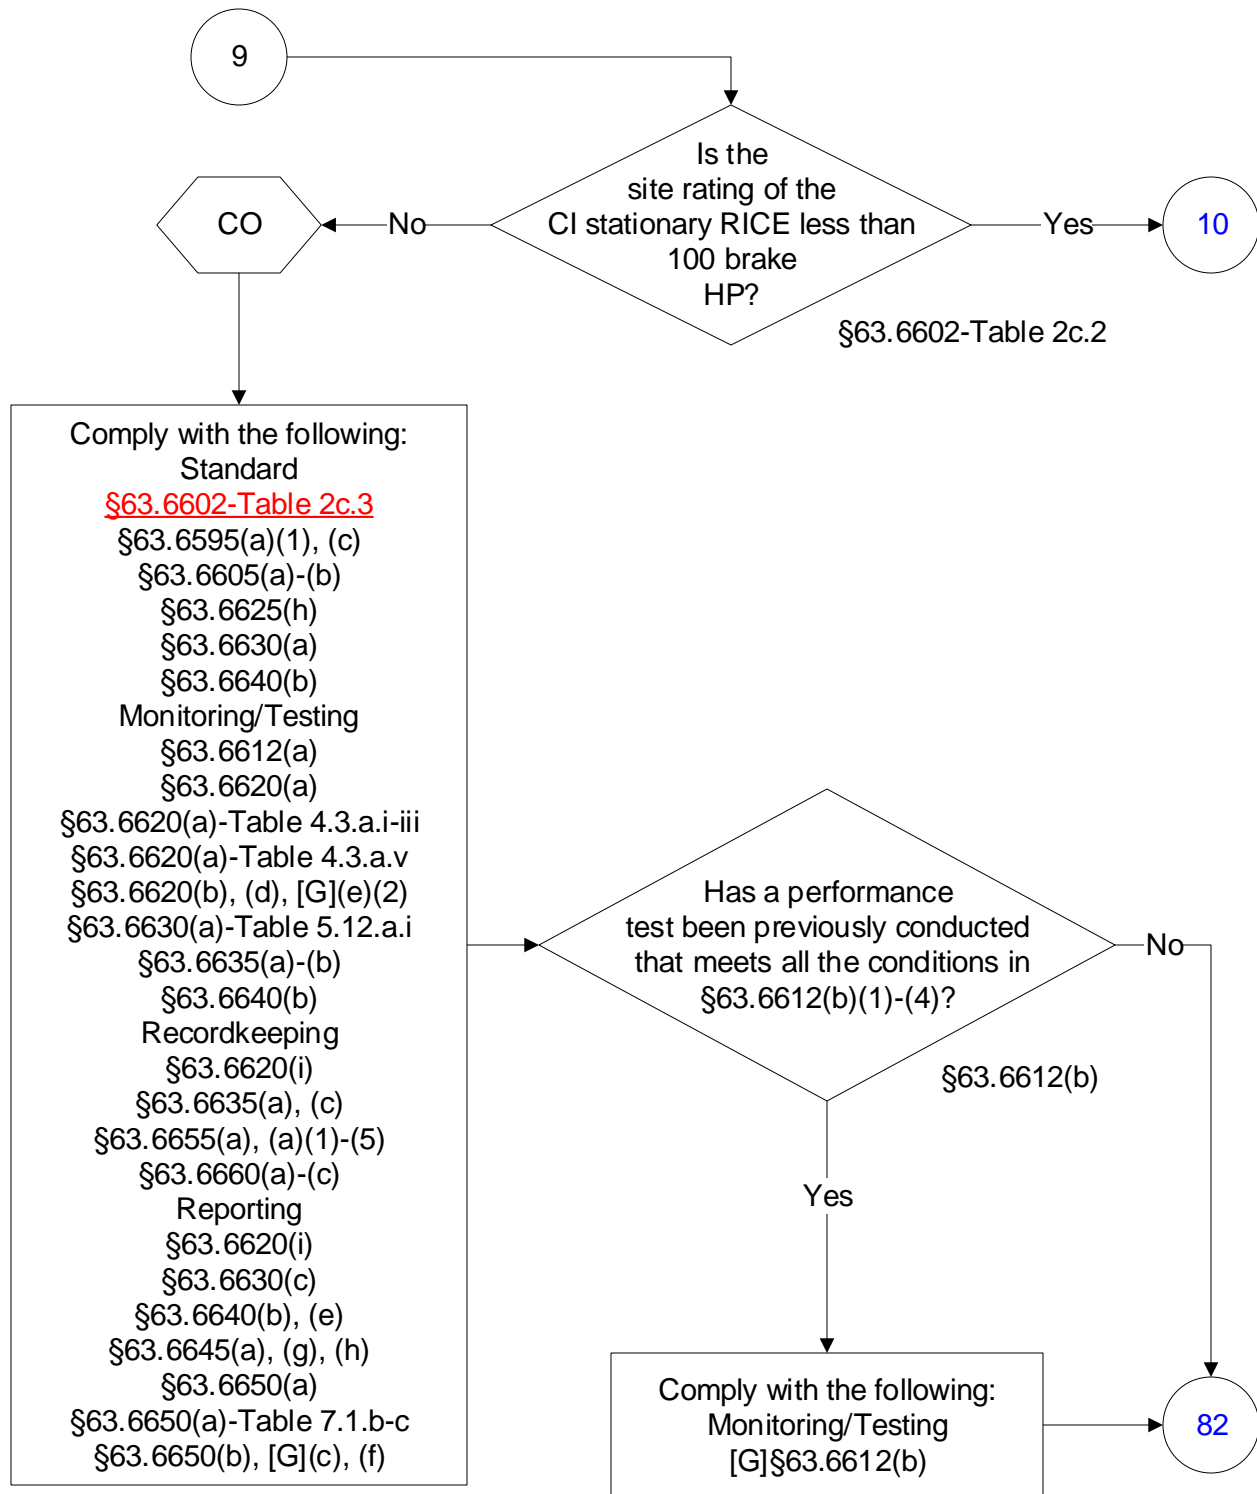 9
Is the
site rating of the
CI stationary RICE less than
100 brake
HP?
CO
No
Yes
10
§63.6602-Table 2c.2
Comply with the following:
Standard
§63.6602-Table 2c.3
§63.6595(a)(1), (c)
§63.6605(a)-(b)
§63.6625(h)
§63.6630(a)
§63.6640(b)
Monitoring/Testing
§63.6612(a)
§63.6620(a)
§63.6620(a)-Table 4.3.a.i-iii
§63.6620(a)-Table 4.3.a.v
§63.6620(b), (d), [G](e)(2)
§63.6630(a)-Table 5.12.a.i
§63.6635(a)-(b)
§63.6640(b)
Recordkeeping
§63.6620(i)
§63.6635(a), (c)
§63.6655(a), (a)(1)-(5)
§63.6660(a)-(c)
Reporting
§63.6620(i)
§63.6630(c)
§63.6640(b), (e)
§63.6645(a), (g), (h)
§63.6650(a)
§63.6650(a)-Table 7.1.b-c
§63.6650(b), [G](c), (f)
Has a performance
test been previously conducted
that meets all the conditions in
§63.6612(b)(1)-(4)?
No
§63.6612(b)
Yes
Comply with the following:
Monitoring/Testing
[G]§63.6612(b)
82